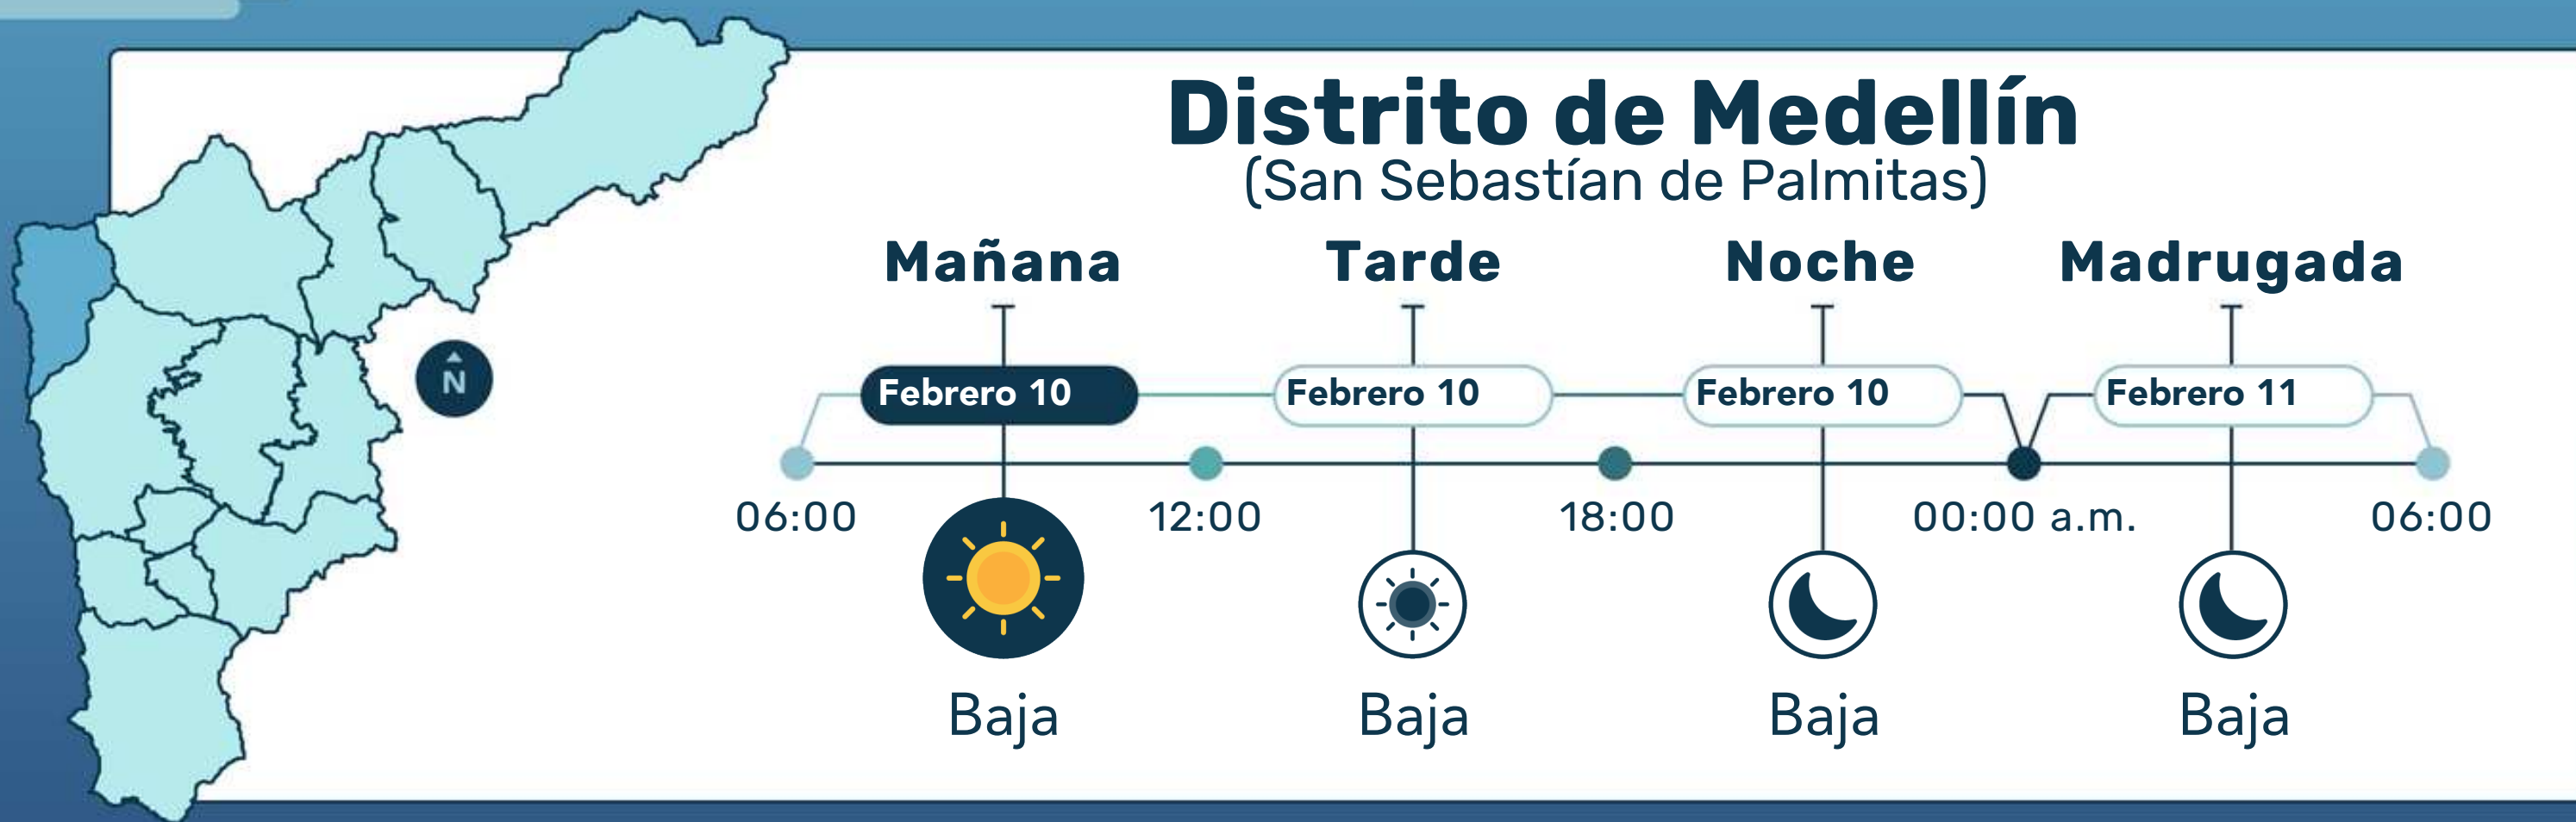 Distrito de Medellín
(San Sebastían de Palmitas)
Mañana Tarde Noche Madrugada
Febrero 10 Febrero 10 Febrero 10 Febrero 11
N
06:00 12:00 18:00 00:00 a.m. 06:00
Baja Baja Baja Baja